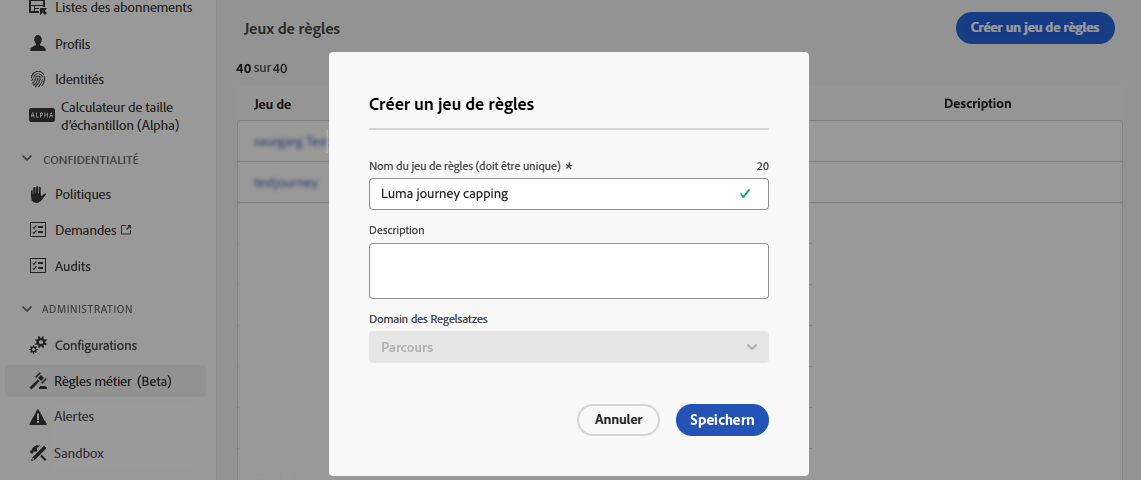 Listes des abonnements
Profils
Identités
ALPHA Calculateur de taille
d'échantillon (Alpha)
CONFIDENTIALITÉ
Politiques
Demandes
Audits
ADMINISTRATION
Configurations
Règles métier (Beta)
Alertes
Sandbox
Jeux de règles
Créer un jeu de règles
40 sur 40
Jeu de
Description
testjourney
Créer un jeu de règles
Nom du jeu de règles (doit être unique) * 20
Luma journey capping
Description
Domain des Regelsatzes
Parcours
Annuler
Speichern